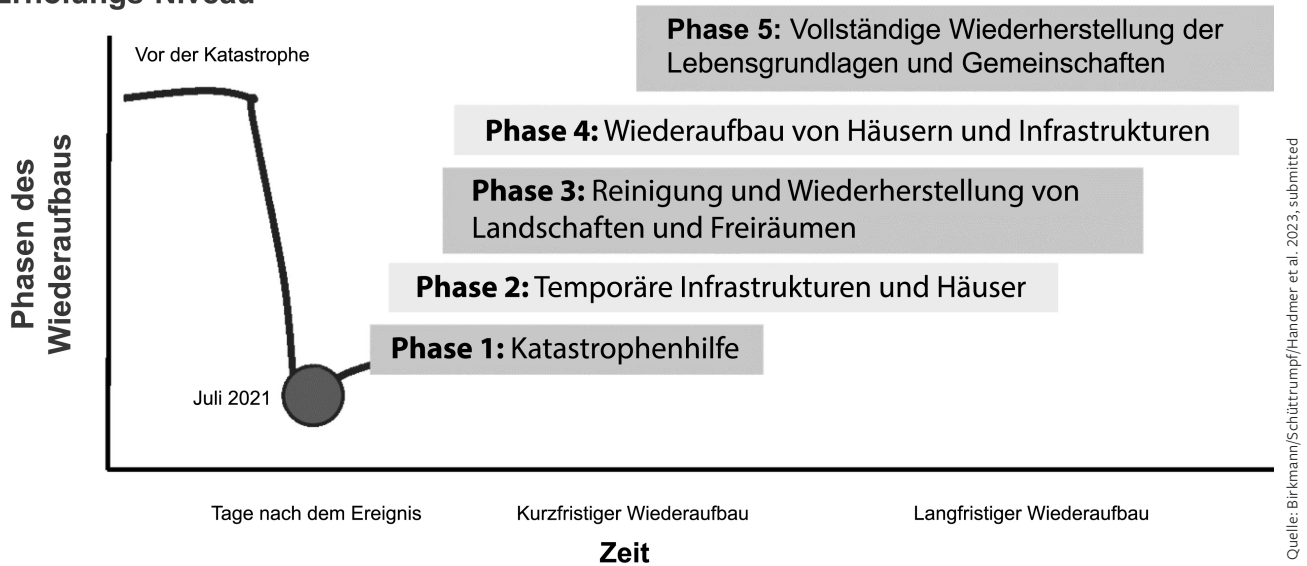 Erholungs-Niveau
Vor der Katastrophe
Phase 5: Vollständige Wiederherstellung der
Lebensgrundlagen und Gemeinschaften
Phase 4: Wiederaufbau von Häusern und Infrastrukturen
Phase 3: Reinigung und Wiederherstellung von
Landschaften und Freiräumen
Phase 2: Temporäre Infrastrukturen und Häuser
Phase 1: Katastrophenhilfe
Juli 2021
Phasen des
Wiederaufbaus
Tage nach dem Ereignis
Kurzfristiger Wiederaufbau
Langfristiger Wiederaufbau
Zeit
Quelle: Birkmann/Schüttrumpf/Handmer et al. 2023, submitted